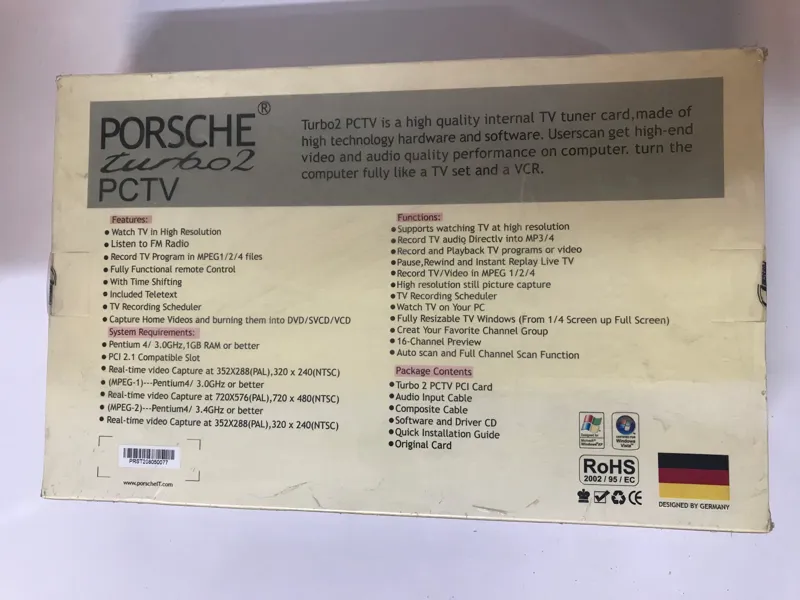 PORSCHE®
turbo2
PCTV
Turbo2 PCTV is a high quality internal TV tuner card,made of
high technology hardware and software. Userscan get high-end
video and audio quality performance on computer. turn the
computer fully like a TV set and a VCR.
Features:
●Watch TV in High Resolution
●Listen to FM Radio
●Record TV Program in MPEG1/2/4 files
●Fully Functional remote Control
●With Time Shifting
●Included Teletext
●TV Recording Scheduler
●Capture Home Videos and burning them into DVD/SVCD/VCD
System Requirements:
●Pentium 4/ 3.0GHz,1GB RAM or better
●PCI 2.1 Compatible Slot
●Real-time video Capture at 352X288(PAL),320 x 240(NTSC)
●(MPEG-1)---Pentium4/ 3.0GHz or better
●Real-time video Capture at 720X576(PAL),720 x 480(NTSC)
●(MPEG-2)---Pentium4/ 3.4GHz or better
●Real-time video Capture at 352X288(PAL),320 x 240(NTSC)
PRST208050077
www.porscheIT.com
Functions:
●Supports watching TV at high resolution
●Record TV audio Directly into MP3/4
●Record and Playback TV programs or video
●Pause,Rewind and Instant Replay Live TV
●Record TV/Video in MPEG 1/2/4
●High resolution still picture capture
●TV Recording Scheduler
●Watch TV on Your PC
●Fully Resizable TV Windows (From 1/4 Screen up Full Screen)
●Creat Your Favorite Channel Group
●16-Channel Preview
●Auto scan and Full Channel Scan Function
Package Contents
●Turbo 2 PCTV PCI Card
●Audio Input Cable
●Composite Cable
●Software and Driver CD
●Quick Installation Guide
●Original Card
Designed for
Microsoft
Windows XP
Windows
Vista
RoHS
2002 / 95 / EC
CE
DESIGNED BY GERMANY